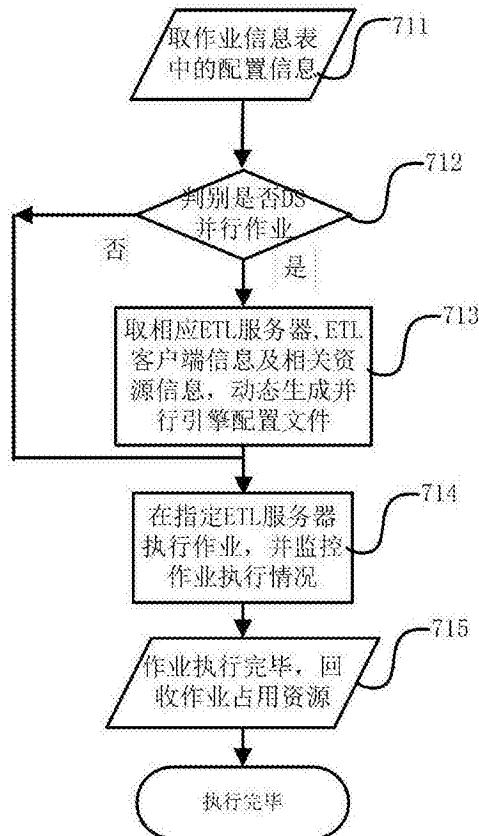 取作业信息表
中的配置信息
711
判别是否DS
并行作业
712
否
是
取相应ETL服务器,ETL
客户端信息及相关资
源信息，动态生成并
行引擎配置文件
713
在指定ETL服务器
执行作业，并监控
作业执行情况
714
作业执行完毕，回
收作业占用资源
715
执行完毕